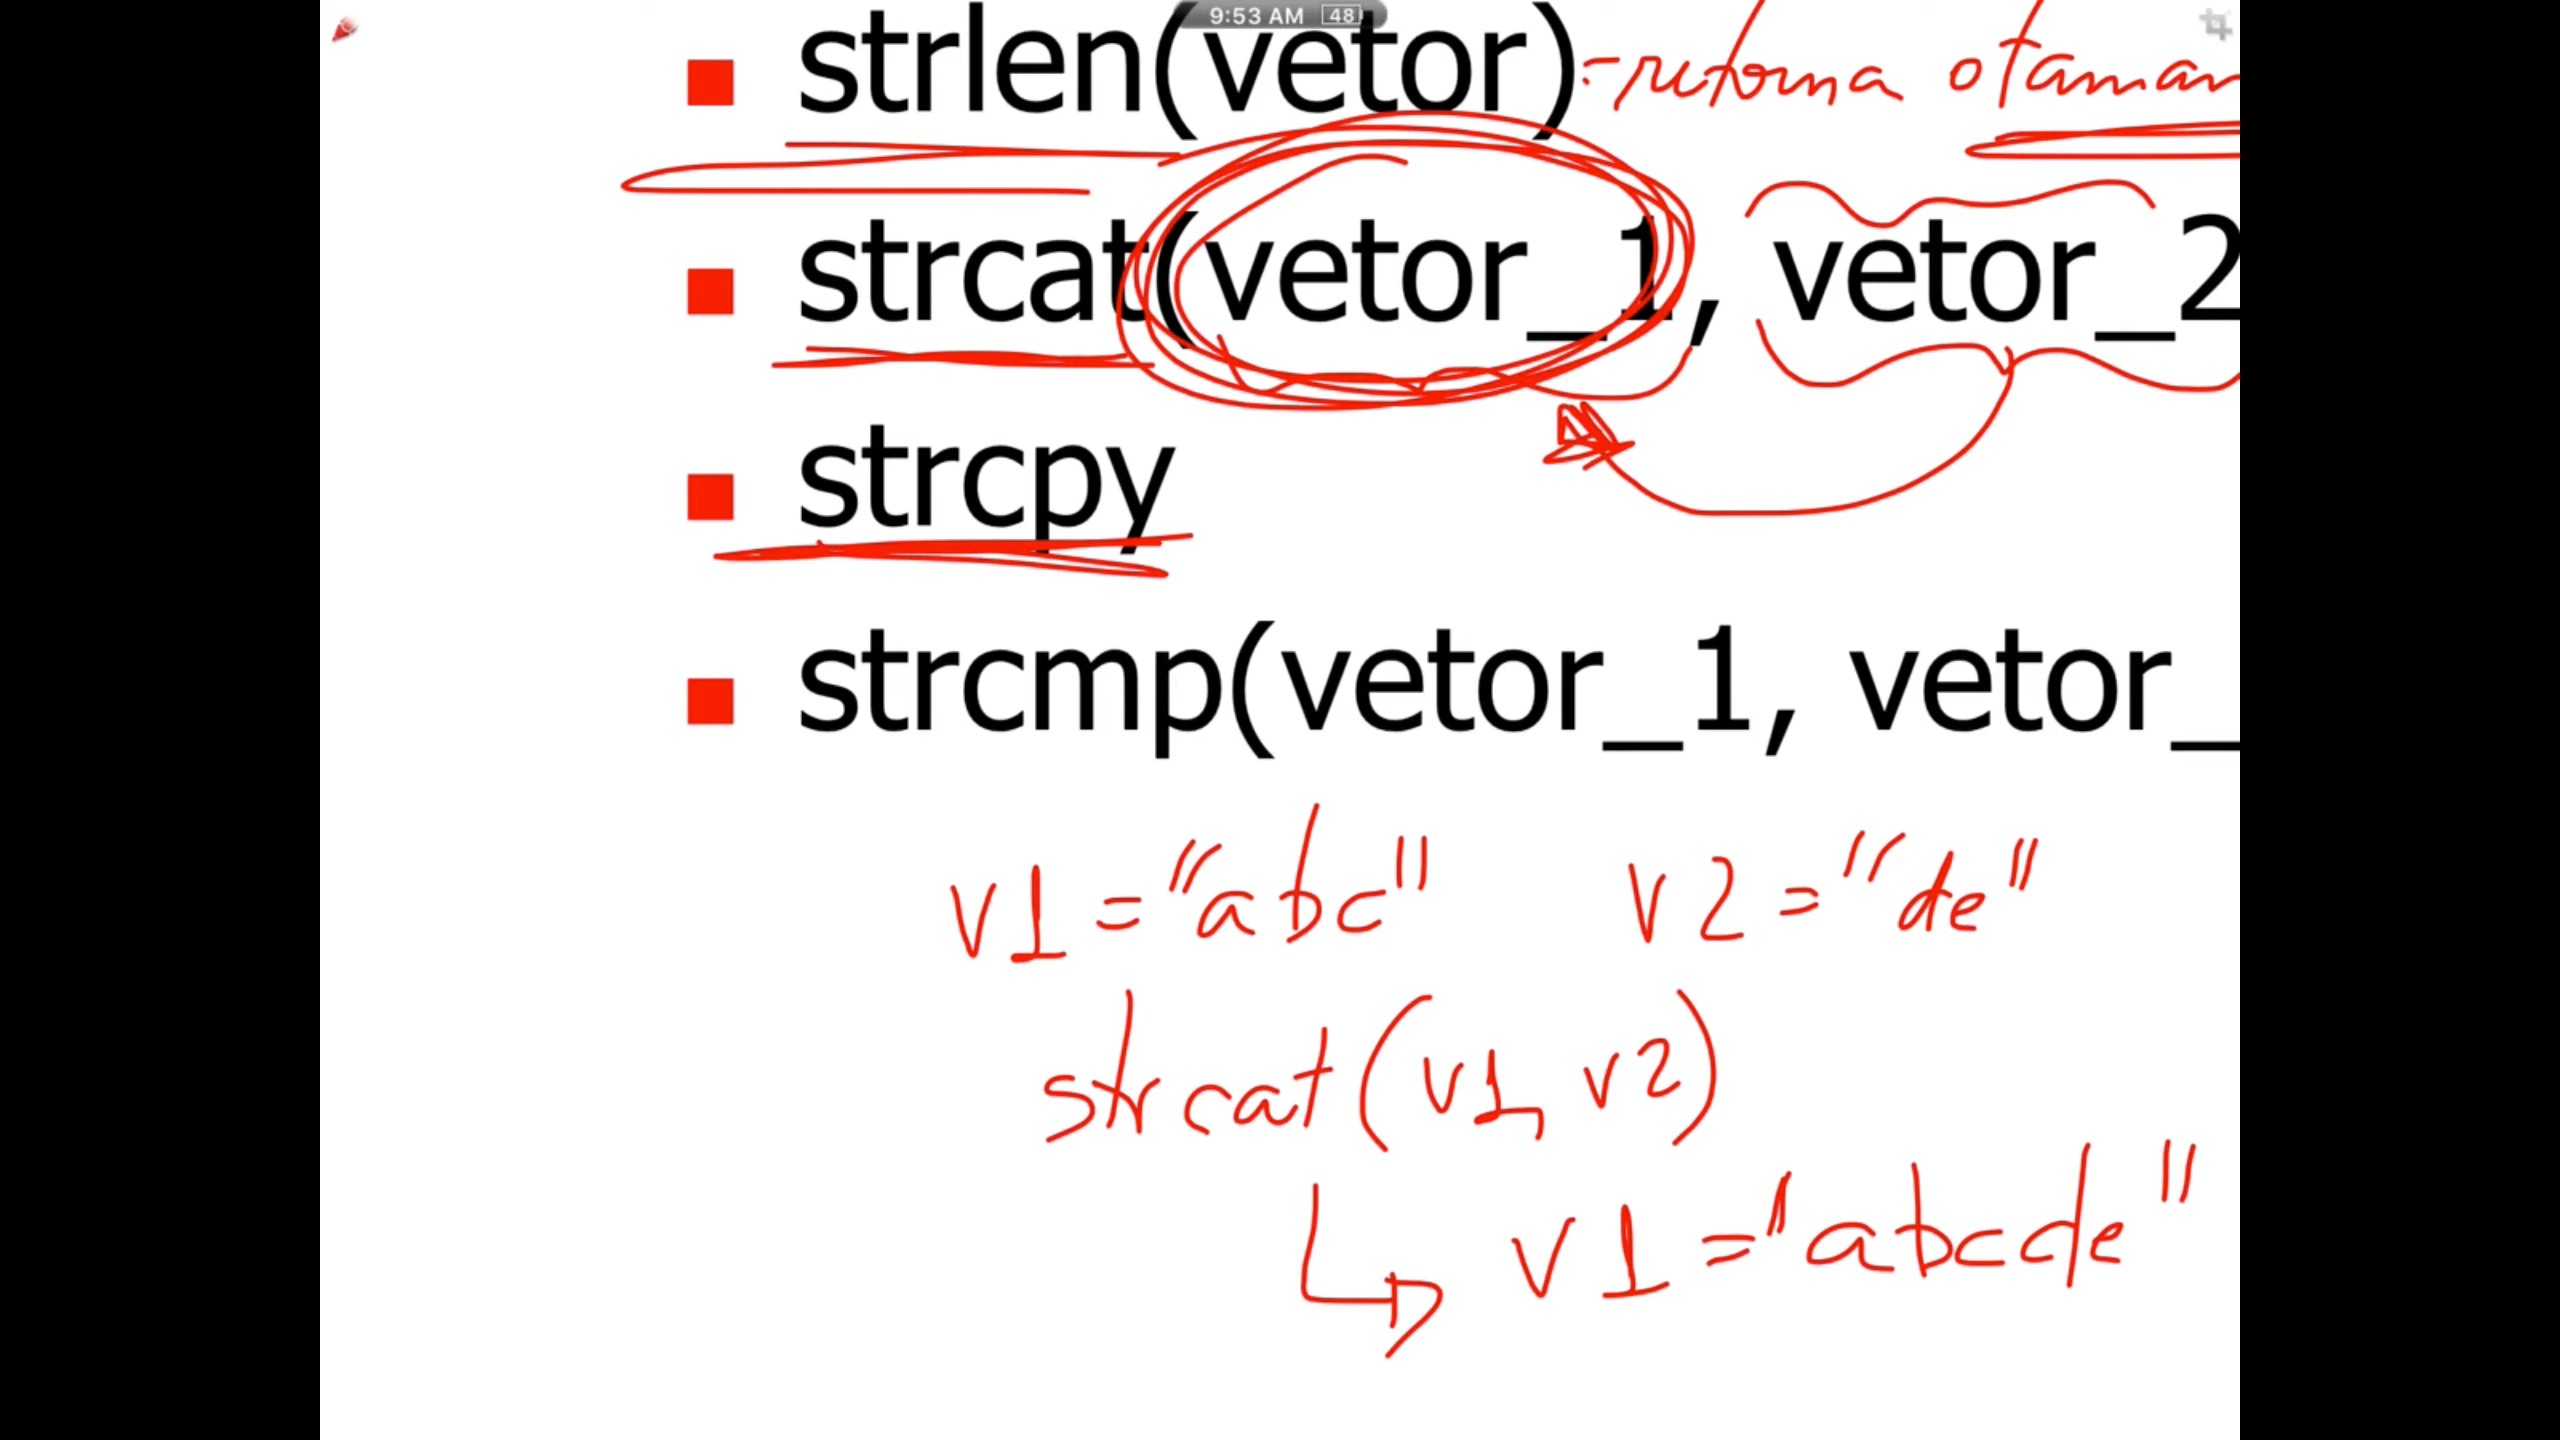 9:53 AM 48
strlen(vetor) - retorna o taman
strcat(vetor_1, vetor_2
strcpy
strcmp(vetor_1, vetor_
v1 = "abc" v2 = "de"
strcat(v1, v2)
v1 = "abcde"